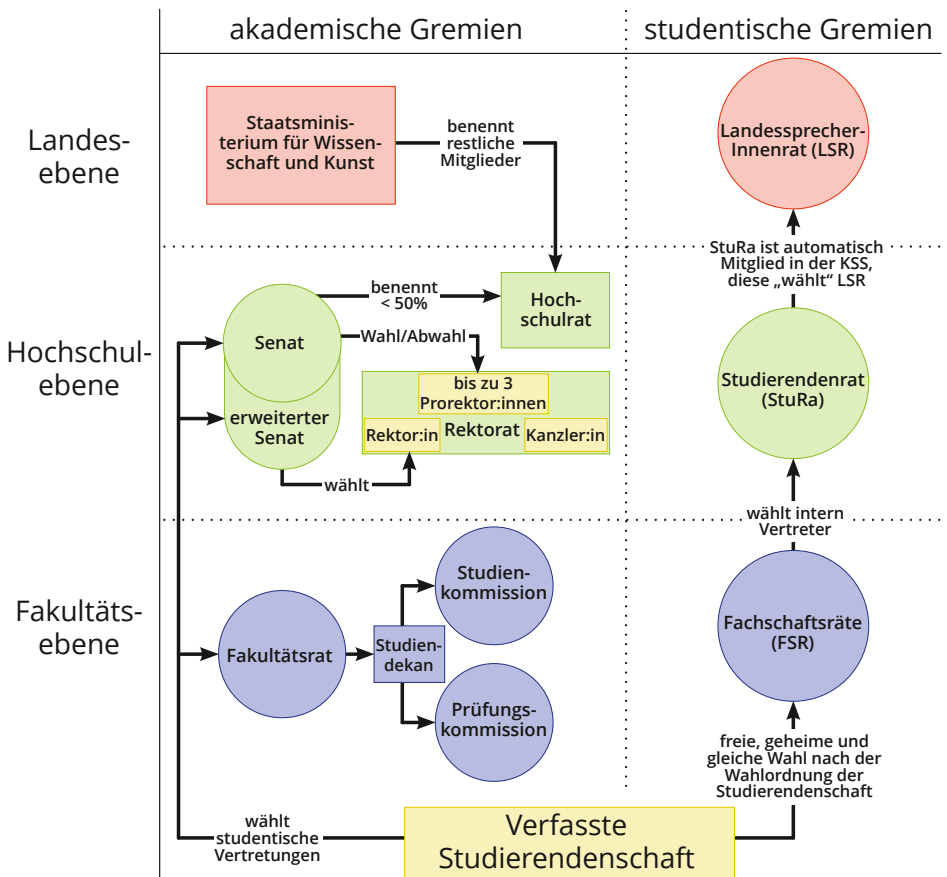 akademische Gremien
studentische Gremien
Landes-
ebene
Staatsminis-
terium für Wissen-
schaft und Kunst
benennt
restliche
Mitglieder
Landessprecher-
Innenrat (LSR)
StuRa ist automatisch
Mitglied in der KSS,
diese „wählt“ LSR
Hochschul-
ebene
Senat
erweiterter
Senat
benennt
< 50%
Hoch-
schulrat
Wahl/Abwahl
bis zu 3
Prorektor:innen
Rektor:in
Rektorat
Kanzler:in
wählt
Studierendenrat
(StuRa)
wählt intern
Vertreter
Fakultäts-
ebene
Fakultätsrat
Studien-
dekan
Studien-
kommission
Prüfungs-
kommission
Fachschaftsräte
(FSR)
freie, geheime und
gleiche Wahl nach der
Wahlordnung der
Studierendenschaft
wählt
studentische
Vertretungen
Verfasste
Studierendenschaft